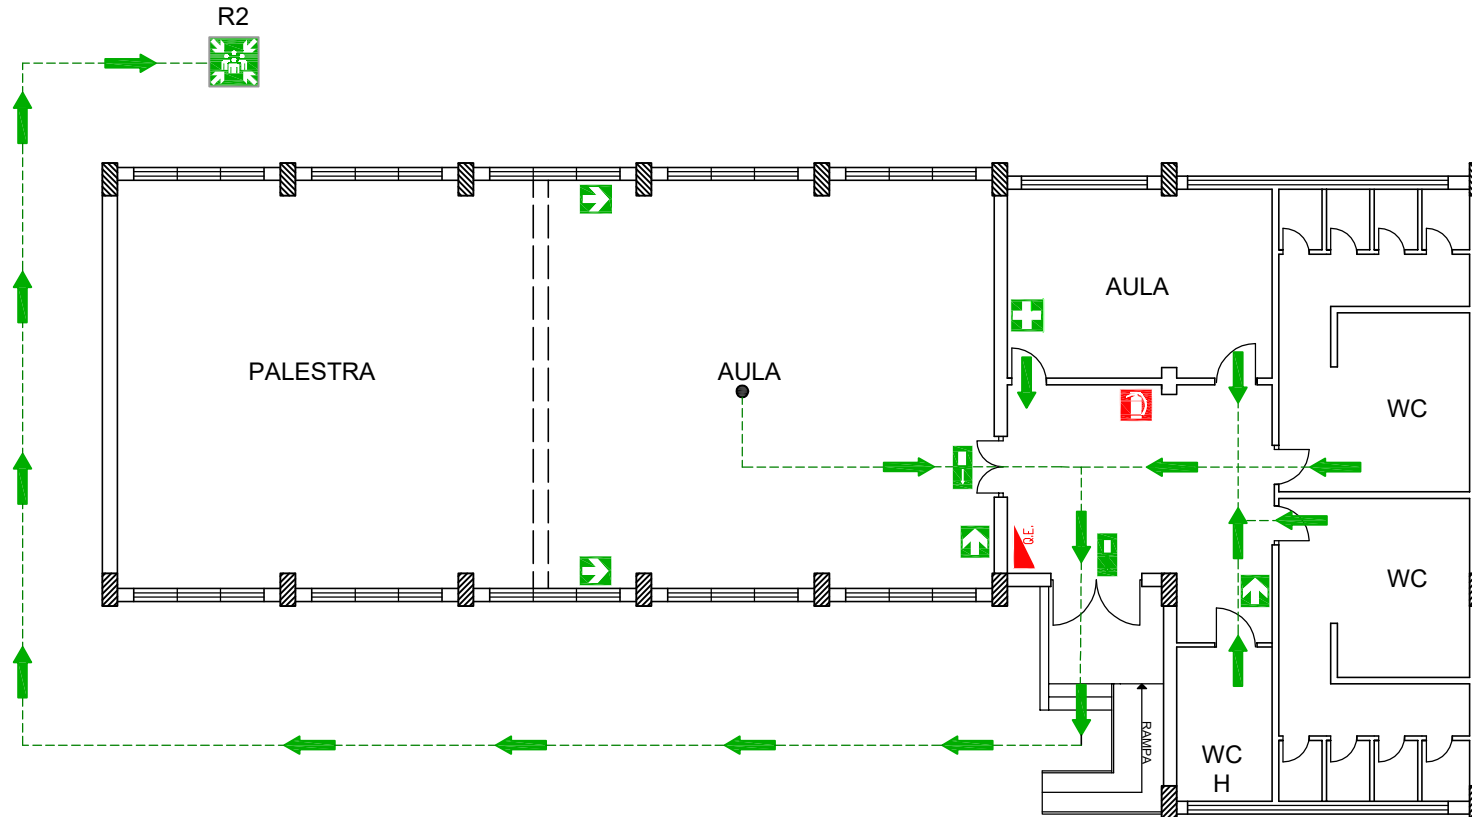 R2
AULA
PALESTRA
AULA
WC
Q.E.
WC
RAMPA
WC
H